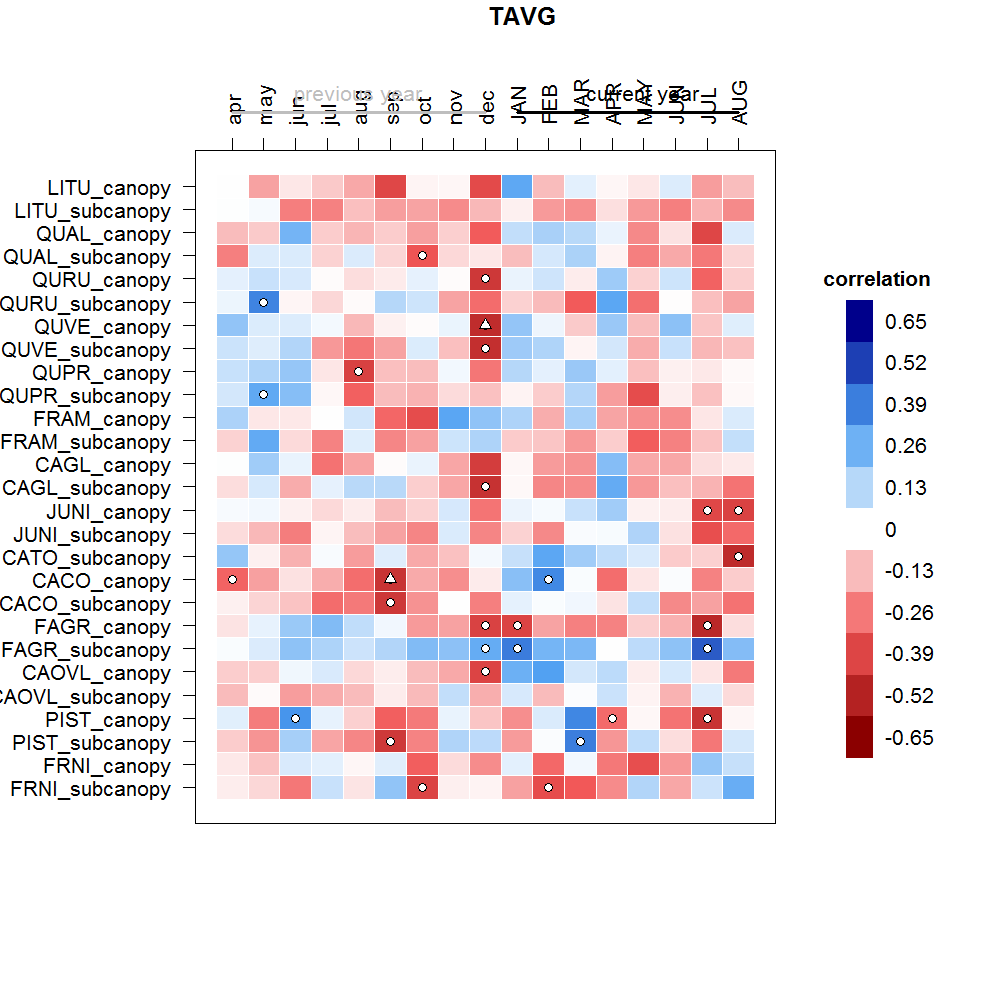 TAVG
previous year current year
apr may jun jul aug sep oct nov dec JAN FEB MAR APR MAY JUN JUL AUG
LITU_canopy
LITU_subcanopy
QUAL_canopy
QUAL_subcanopy
QURU_canopy
QURU_subcanopy
QUVE_canopy
QUVE_subcanopy
QUPR_canopy
QUPR_subcanopy
FRAM_canopy
FRAM_subcanopy
CAGL_canopy
CAGL_subcanopy
JUNI_canopy
JUNI_subcanopy
CATO_subcanopy
CACO_canopy
CACO_subcanopy
FAGR_canopy
FAGR_subcanopy
CAOVL_canopy
CAOVL_subcanopy
PIST_canopy
PIST_subcanopy
FRNI_canopy
FRNI_subcanopy
correlation
0.65
0.52
0.39
0.26
0.13
0
-0.13
-0.26
-0.39
-0.52
-0.65